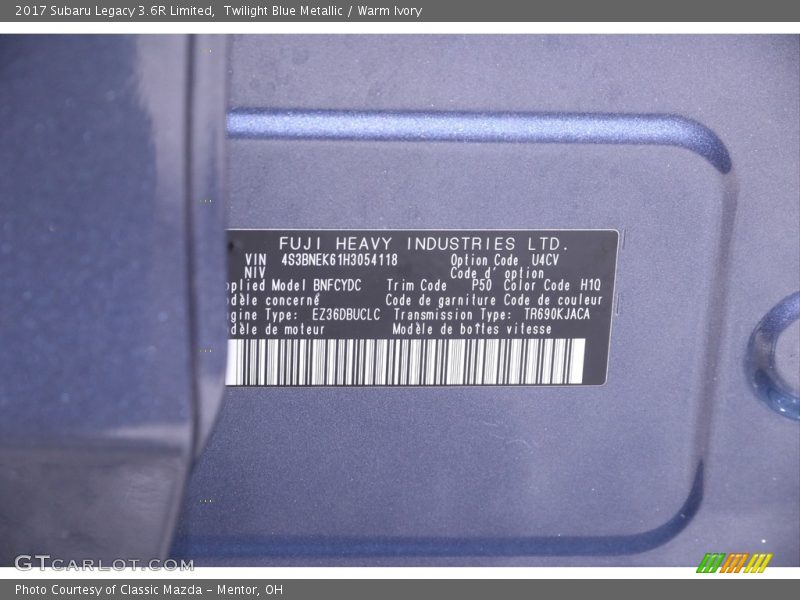 2017 Subaru Legacy 3.6R Limited,  Twilight Blue Metallic / Warm Ivory
FUJI HEAVY INDUSTRIES LTD.
VIN 4S3BNEK61H3054118 Option Code U4CV
NIV Code d'option
pplied Model BNFCYDC Trim Code P50 Color Code H1Q
dèle concerné Code de garniture Code de couleur
gine Type: EZ36DBUCLC Transmission Type: TR690KJACA
dèle de moteur Modèle de boîtes vitesse
GTCARLOT.COM
Photo Courtesy of Classic Mazda - Mentor, OH